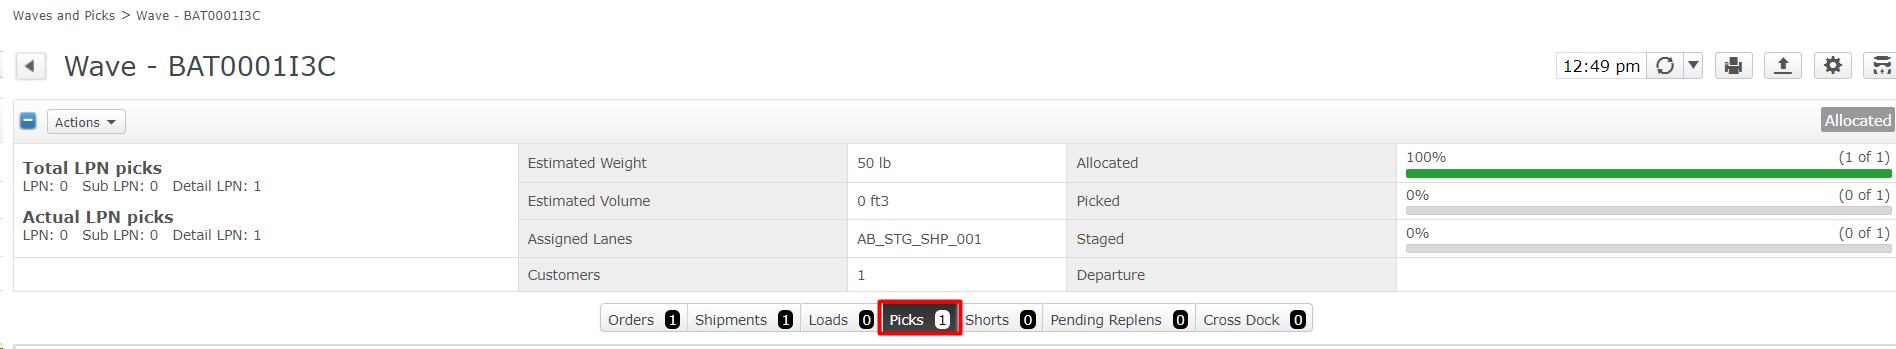 Waves and Picks > Wave - BAT0001I3C
Wave - BAT0001I3C
12:49 pm
Actions
Allocated
Total LPN picks
LPN: 0 Sub LPN: 0 Detail LPN: 1
Actual LPN picks
LPN: 0 Sub LPN: 0 Detail LPN: 1
Estimated Weight 50 lb
Estimated Volume 0 ft3
Assigned Lanes AB_STG_SHP_001
Customers 1
Allocated 100% (1 of 1)
Picked 0% (0 of 1)
Staged 0% (0 of 1)
Departure
Orders 1 Shipments 1 Loads 0 Picks 1 Shorts 0 Pending Replens 0 Cross Dock 0